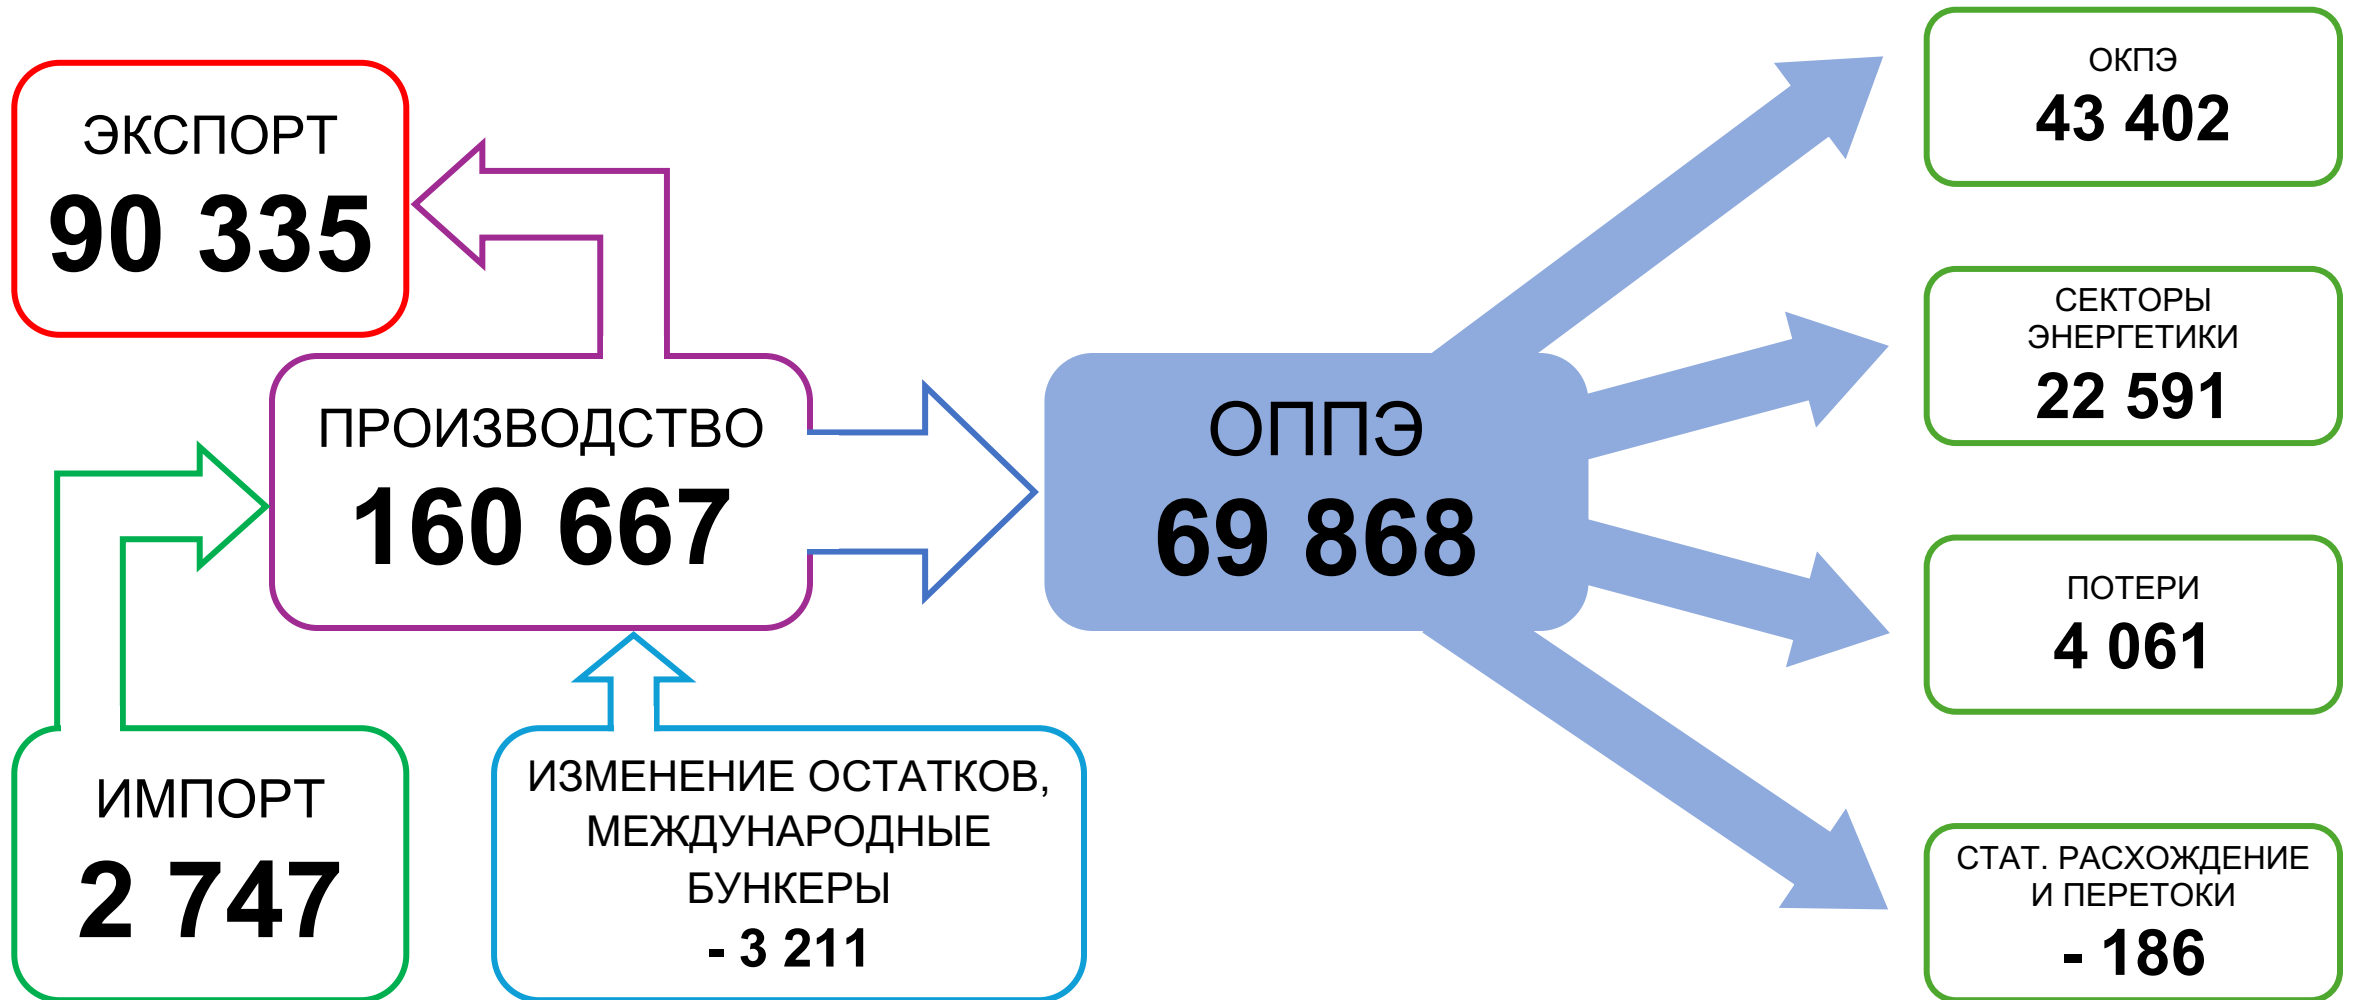 ЭКСПОРТ
90 335
ПРОИЗВОДСТВО
160 667
ИМПОРТ
2 747
ИЗМЕНЕНИЕ ОСТАТКОВ,
МЕЖДУНАРОДНЫЕ
БУНКЕРЫ
- 3 211
ОППЭ
69 868
ОКПЭ
43 402
СЕКТОРЫ
ЭНЕРГЕТИКИ
22 591
ПОТЕРИ
4 061
СТАТ. РАСХОЖДЕНИЕ
И ПЕРЕТОКИ
- 186